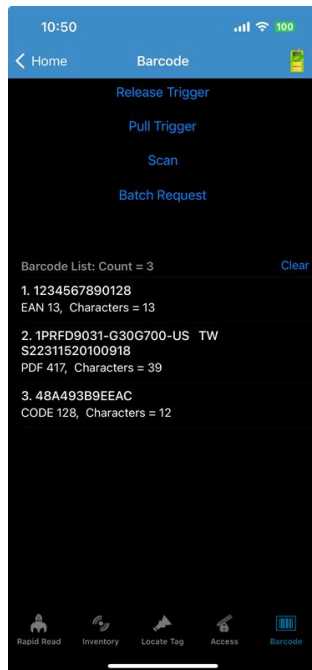 10:50
100
Home
Barcode
Release Trigger
Pull Trigger
Scan
Batch Request
Barcode List: Count = 3
Clear
1. 1234567890128
EAN 13, Characters = 13
2. 1PRFD9031-G30G700-US TW
S22311520100918
PDF 417, Characters = 39
3. 48A493B9EEAC
CODE 128, Characters = 12
Rapid Read
Inventory
Locate Tag
Access
Barcode